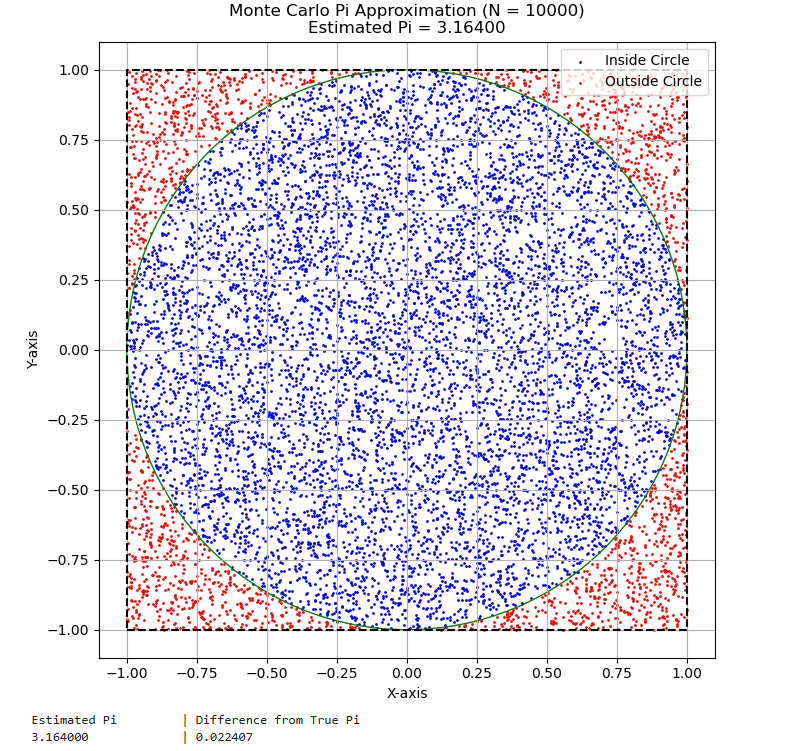 Monte Carlo Pi Approximation (N = 10000)
Estimated Pi = 3.16400
Inside Circle
Outside Circle
1.00
0.75
0.50
0.25
0.00
−0.25
−0.50
−0.75
−1.00
Y-axis
−1.00 −0.75 −0.50 −0.25 0.00 0.25 0.50 0.75 1.00
X-axis
Estimated Pi | Difference from True Pi
3.164000 | 0.022407